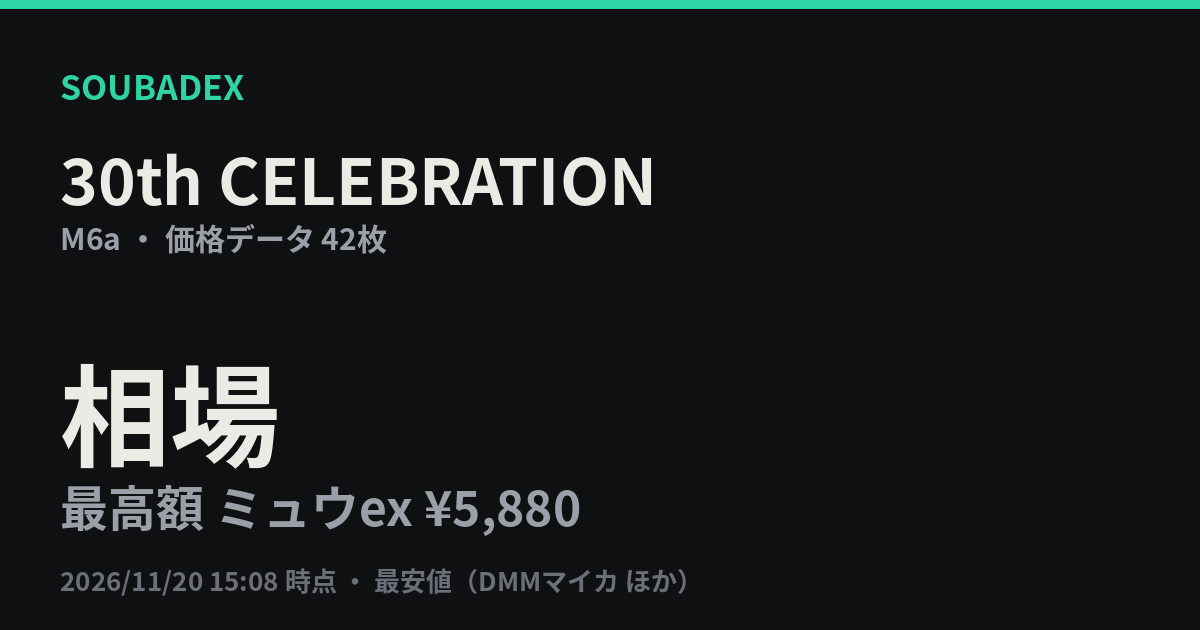 SOUBADEX
30th CELEBRATION
M6a ・ 価格データ 42枚
相場
最高額 ミュウex ¥5,880
2026/11/20 15:08 時点 ・ 最安値（DMMマイカ ほか）